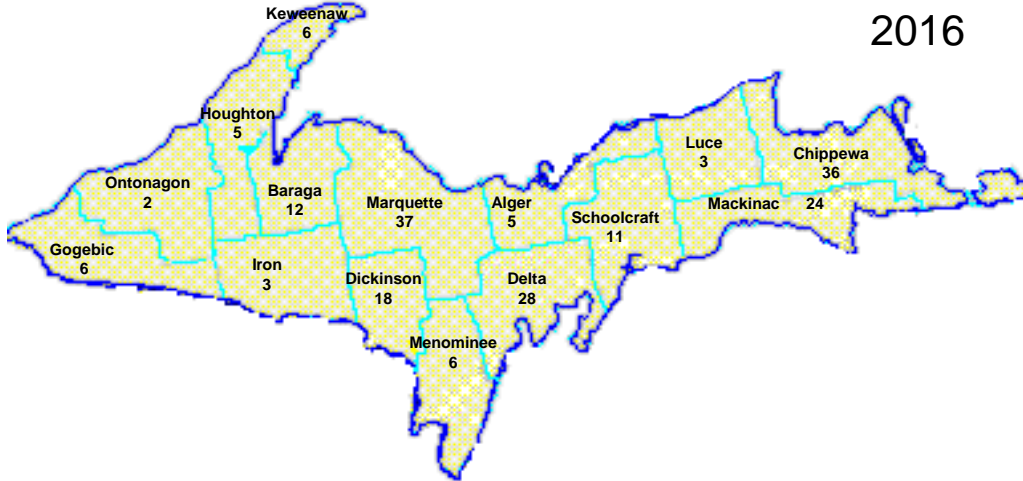 Keweenaw
6
2016
Houghton
5
Luce
3
Chippewa
36
Ontonagon
2
Baraga
12
Marquette
37
Alger
5
Mackinac 24
Schoolcraft
11
Gogebic
6
Iron
3
Dickinson
18
Delta
28
Menominee
6